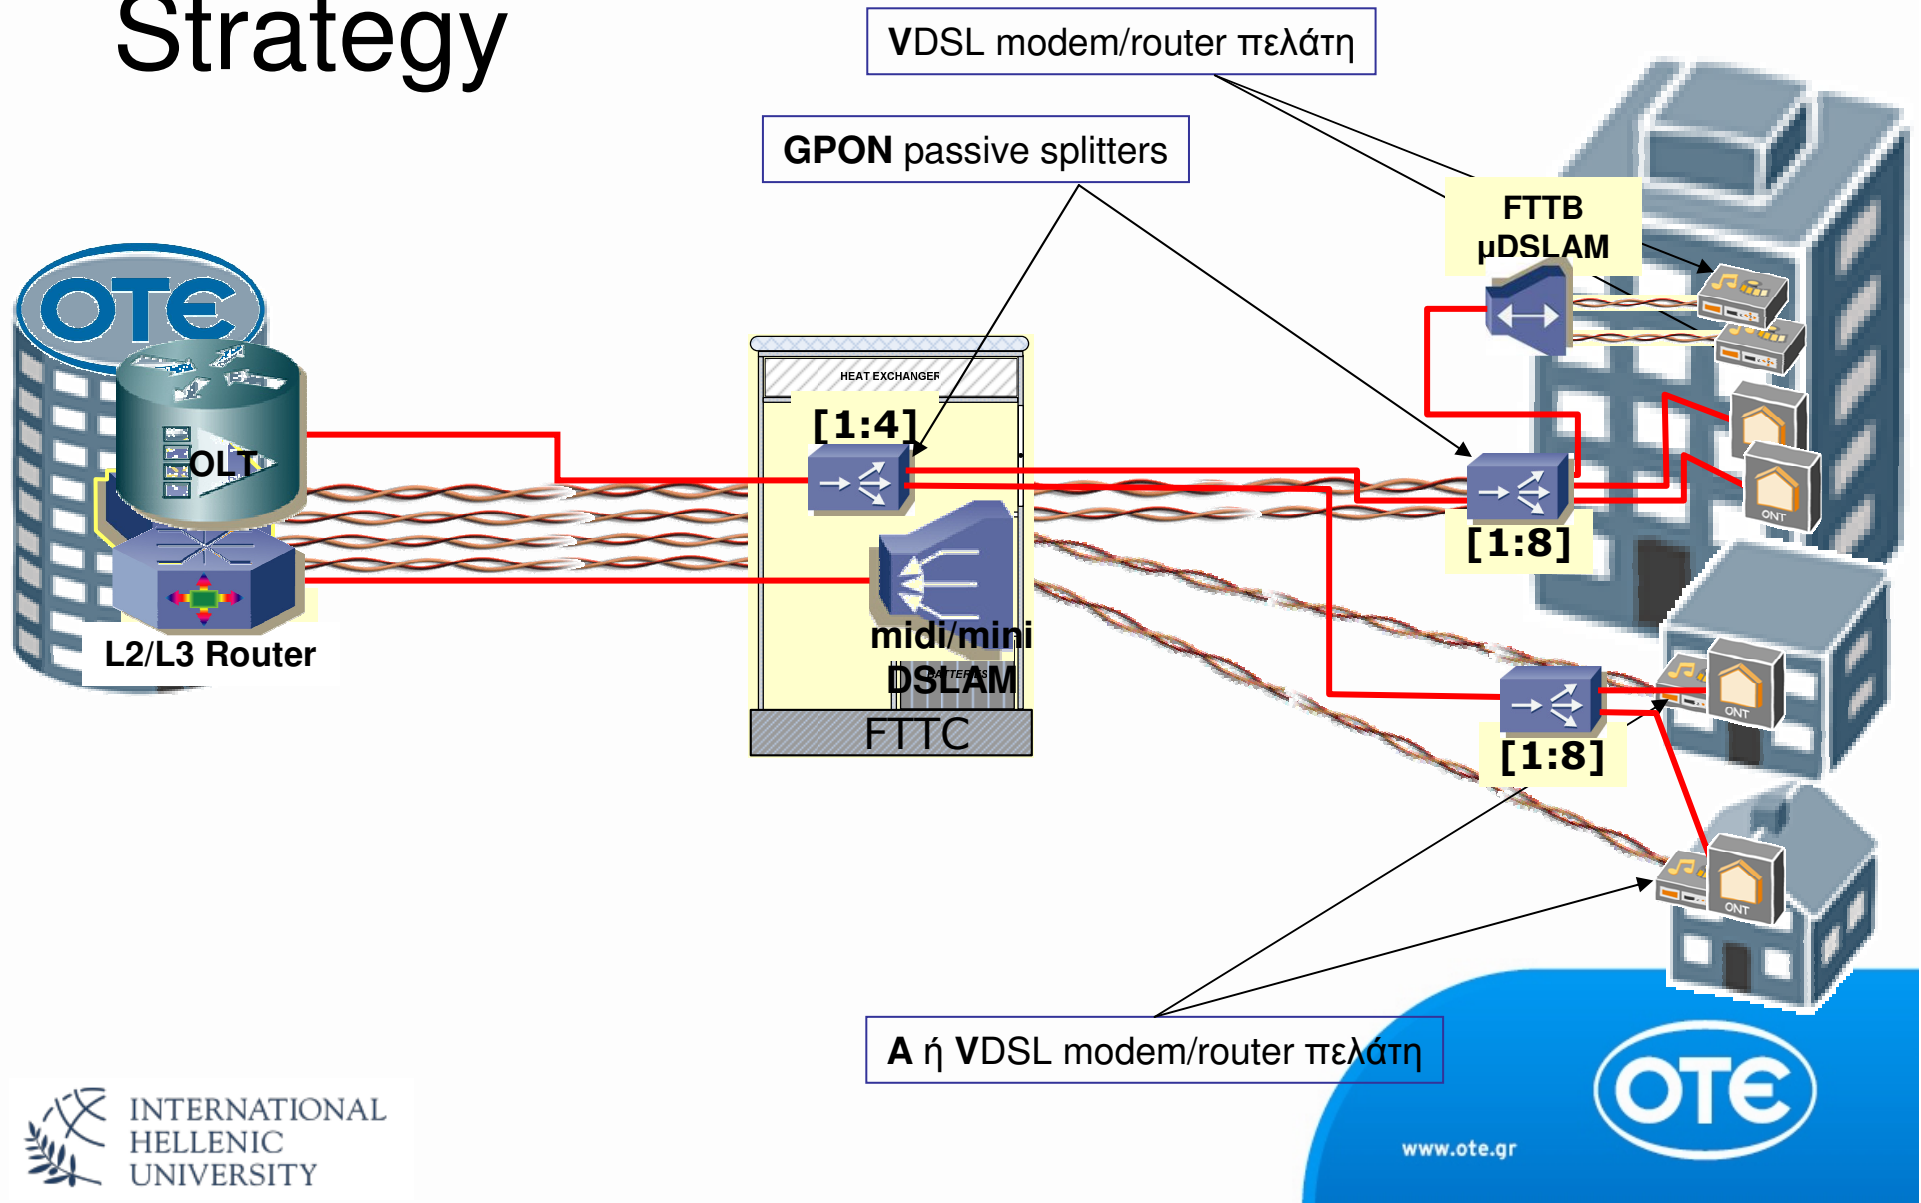 Strategy
VDSL modem/router πελάτη
GPON passive splitters
FTTB
μDSLAM
OTE
HEAT EXCHANGER
[1:4]
OLT
ONT
[1:8]
L2/L3 Router
midi/mini
DSLAM
BATTERIES
FTTC
ONT
[1:8]
ONT
A ή VDSL modem/router πελάτη
OTE
www.ote.gr
INTERNATIONAL
HELLENIC
UNIVERSITY